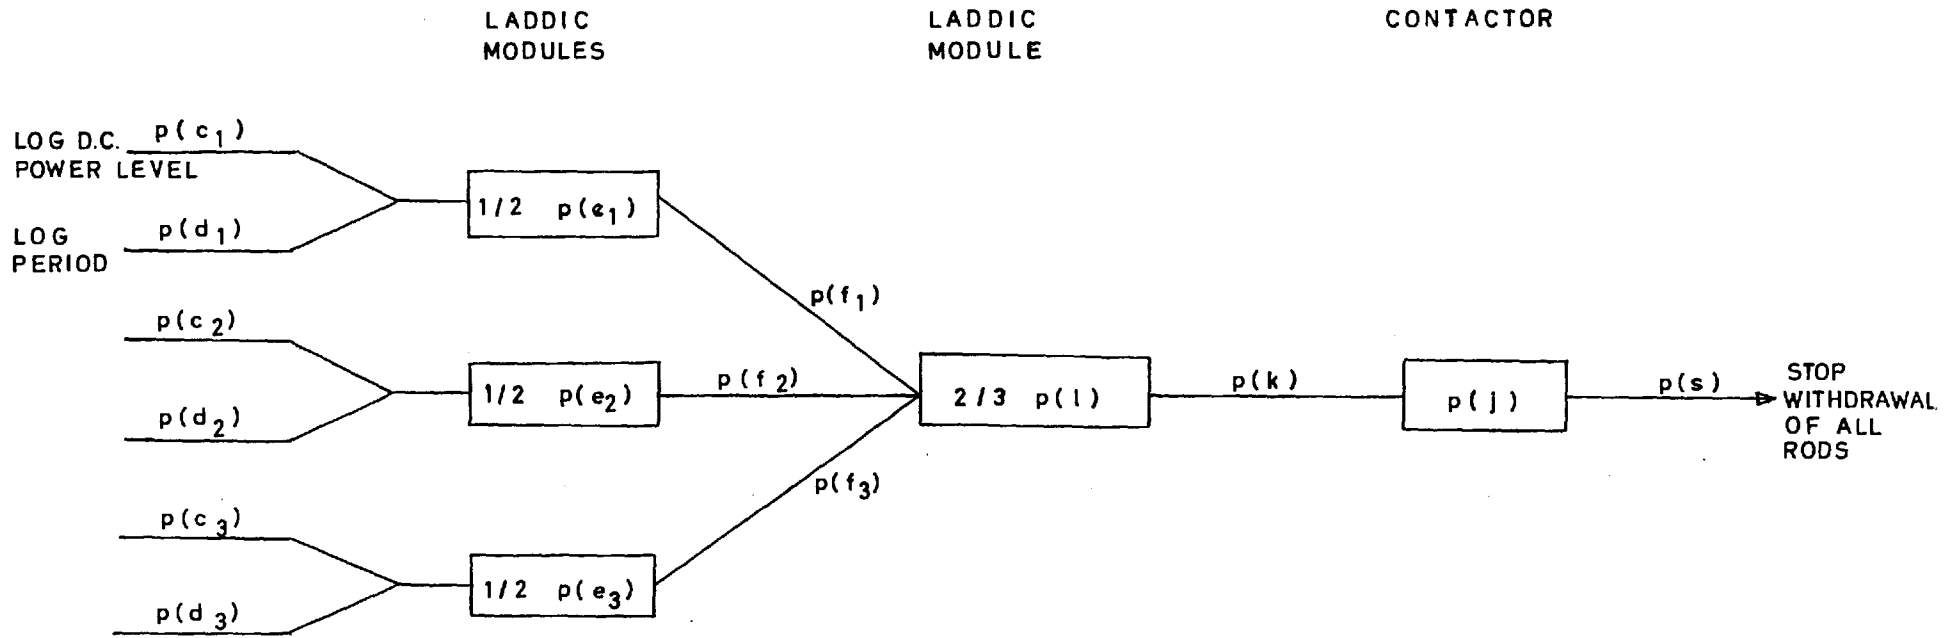 LADDIC
MODULES
LADDIC
MODULE
CONTACTOR
LOG D.C.
POWER LEVEL
p(c1)
LOG
PERIOD
p(d1)
1/2 p(e1)
p(f1)
p(c2)
p(d2)
1/2 p(e2)
p(f2)
2/3 p(l)
p(k)
p(j)
p(s)
STOP
WITHDRAWAL
OF ALL
RODS
p(f3)
p(c3)
p(d3)
1/2 p(e3)